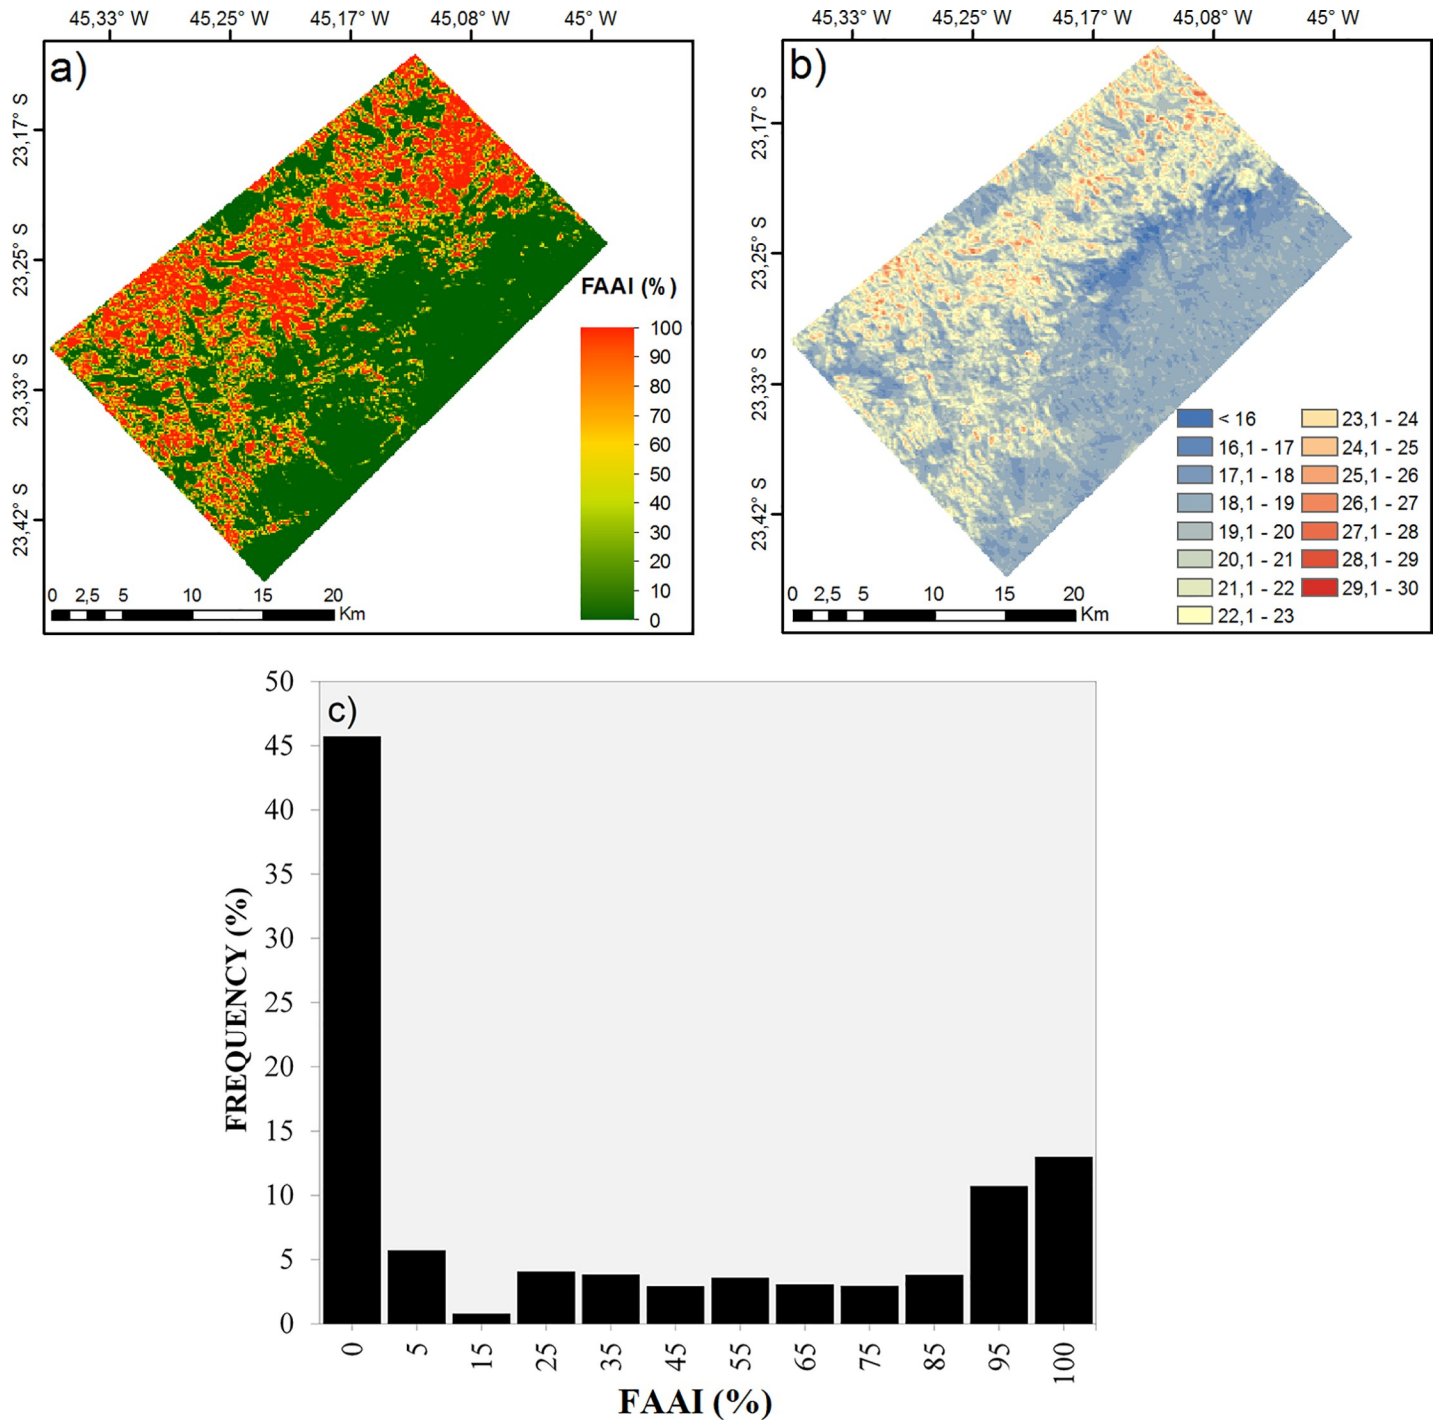 45,33° W 45,25° W 45,17° W 45,08° W 45° W
a)
23,17° S
23,25° S
23,33° S
23,42° S
FAAI (%)
100
90
80
70
60
50
40
30
20
10
0
0 2,5 5 10 15 20
Km
45,33° W 45,25° W 45,17° W 45,08° W 45° W
b)
23,17° S
23,25° S
23,33° S
23,42° S
< 16
16,1 - 17
17,1 - 18
18,1 - 19
19,1 - 20
20,1 - 21
21,1 - 22
22,1 - 23
23,1 - 24
24,1 - 25
25,1 - 26
26,1 - 27
27,1 - 28
28,1 - 29
29,1 - 30
0 2,5 5 10 15 20
Km
c)
FREQUENCY (%)
50
45
40
35
30
25
20
15
10
5
0
0 5 15 25 35 45 55 65 75 85 95 100
FAAI (%)